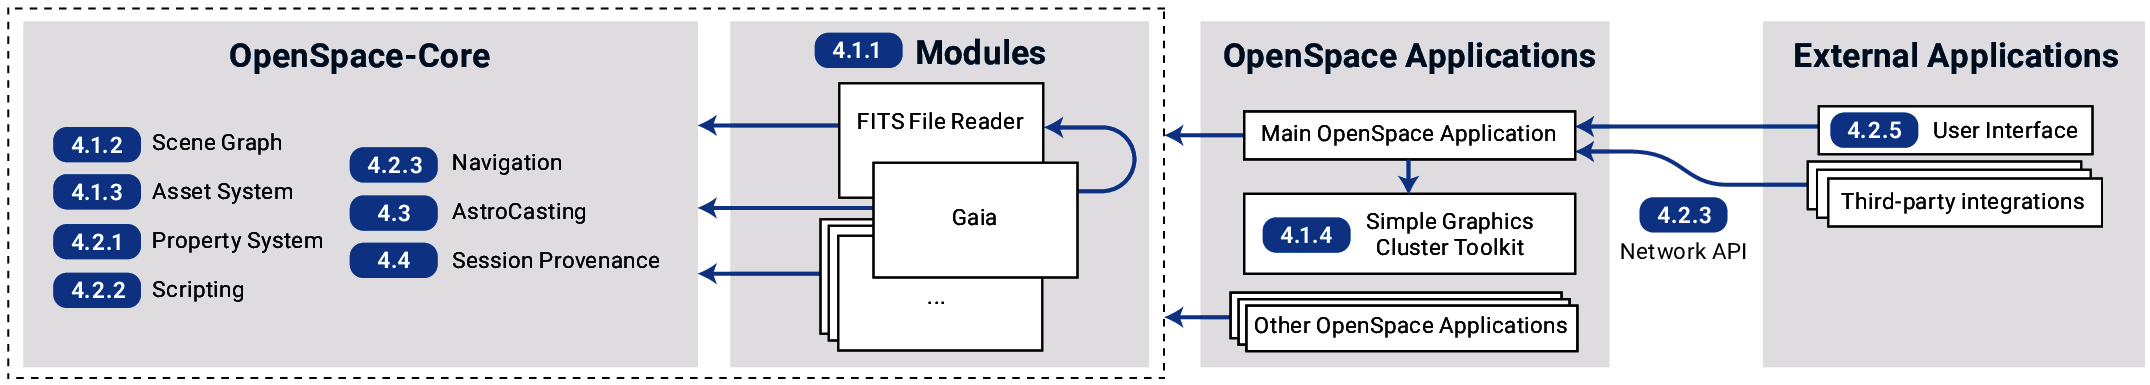 OpenSpace-Core
4.1.2 Scene Graph
4.1.3 Asset System
4.2.1 Property System
4.2.2 Scripting
4.2.3 Navigation
4.3 AstroCasting
4.4 Session Provenance
4.1.1 Modules
FITS File Reader
Gaia
...
OpenSpace Applications
Main OpenSpace Application
4.1.4 Simple Graphics
Cluster Toolkit
Other OpenSpace Applications
4.2.3
Network API
External Applications
4.2.5 User Interface
Third-party integrations